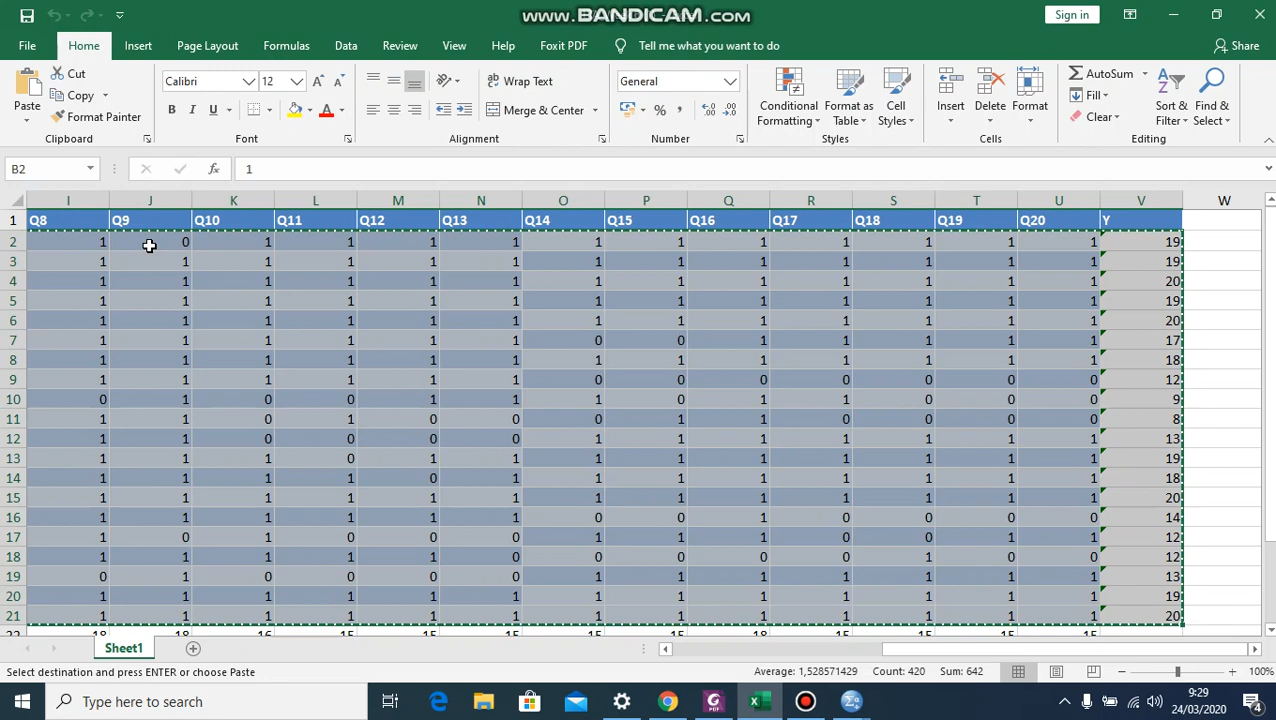 www.BANDICAM.com
Sign in
File Home Insert Page Layout Formulas Data Review View Help Foxit PDF Tell me what you want to do Share
Paste Cut Copy Format Painter Clipboard
Calibri 12 B I U Font
Wrap Text Merge & Center Alignment
General % , Number
Conditional Formatting Format as Table Cell Styles Styles
Insert Delete Format Cells
AutoSum Fill Clear Sort & Filter Find & Select Editing
B2 fx 1
I J K L M N O P Q R S T U V W
1 Q8 Q9 Q10 Q11 Q12 Q13 Q14 Q15 Q16 Q17 Q18 Q19 Q20 Y
2 1 0 1 1 1 1 1 1 1 1 1 1 1 19
3 1 1 1 1 1 1 1 1 1 1 1 1 1 19
4 1 1 1 1 1 1 1 1 1 1 1 1 1 20
5 1 1 1 1 1 1 1 1 1 1 1 1 1 19
6 1 1 1 1 1 1 1 1 1 1 1 1 1 20
7 1 1 1 1 1 1 0 0 1 1 1 1 1 17
8 1 1 1 1 1 1 1 1 1 1 1 1 1 18
9 1 1 1 1 1 1 0 0 0 0 0 0 0 12
10 0 1 0 0 1 1 1 0 1 1 0 0 0 9
11 1 1 0 1 0 0 0 1 1 0 0 0 0 8
12 1 1 0 0 0 0 1 1 1 1 1 1 1 13
13 1 1 1 0 1 1 1 1 1 1 1 1 1 19
14 1 1 1 1 0 1 1 1 1 1 1 1 1 18
15 1 1 1 1 1 1 1 1 1 1 1 1 1 20
16 1 1 1 1 1 1 0 0 1 0 0 0 0 14
17 1 0 1 0 0 0 1 1 1 0 0 1 1 12
18 1 1 1 1 1 0 0 0 0 0 1 0 0 12
19 0 1 0 0 0 0 1 1 1 1 1 1 1 13
20 1 1 1 1 1 1 1 1 1 1 1 1 1 19
21 1 1 1 1 1 1 1 1 1 1 1 1 1 20
22 18 18 16 15 15 15 15 15 18 15 15 15 15
Sheet1
Select destination and press ENTER or choose Paste Average: 1,528571429 Count: 420 Sum: 642 100%
Type here to search 9:29
24/03/2020 4